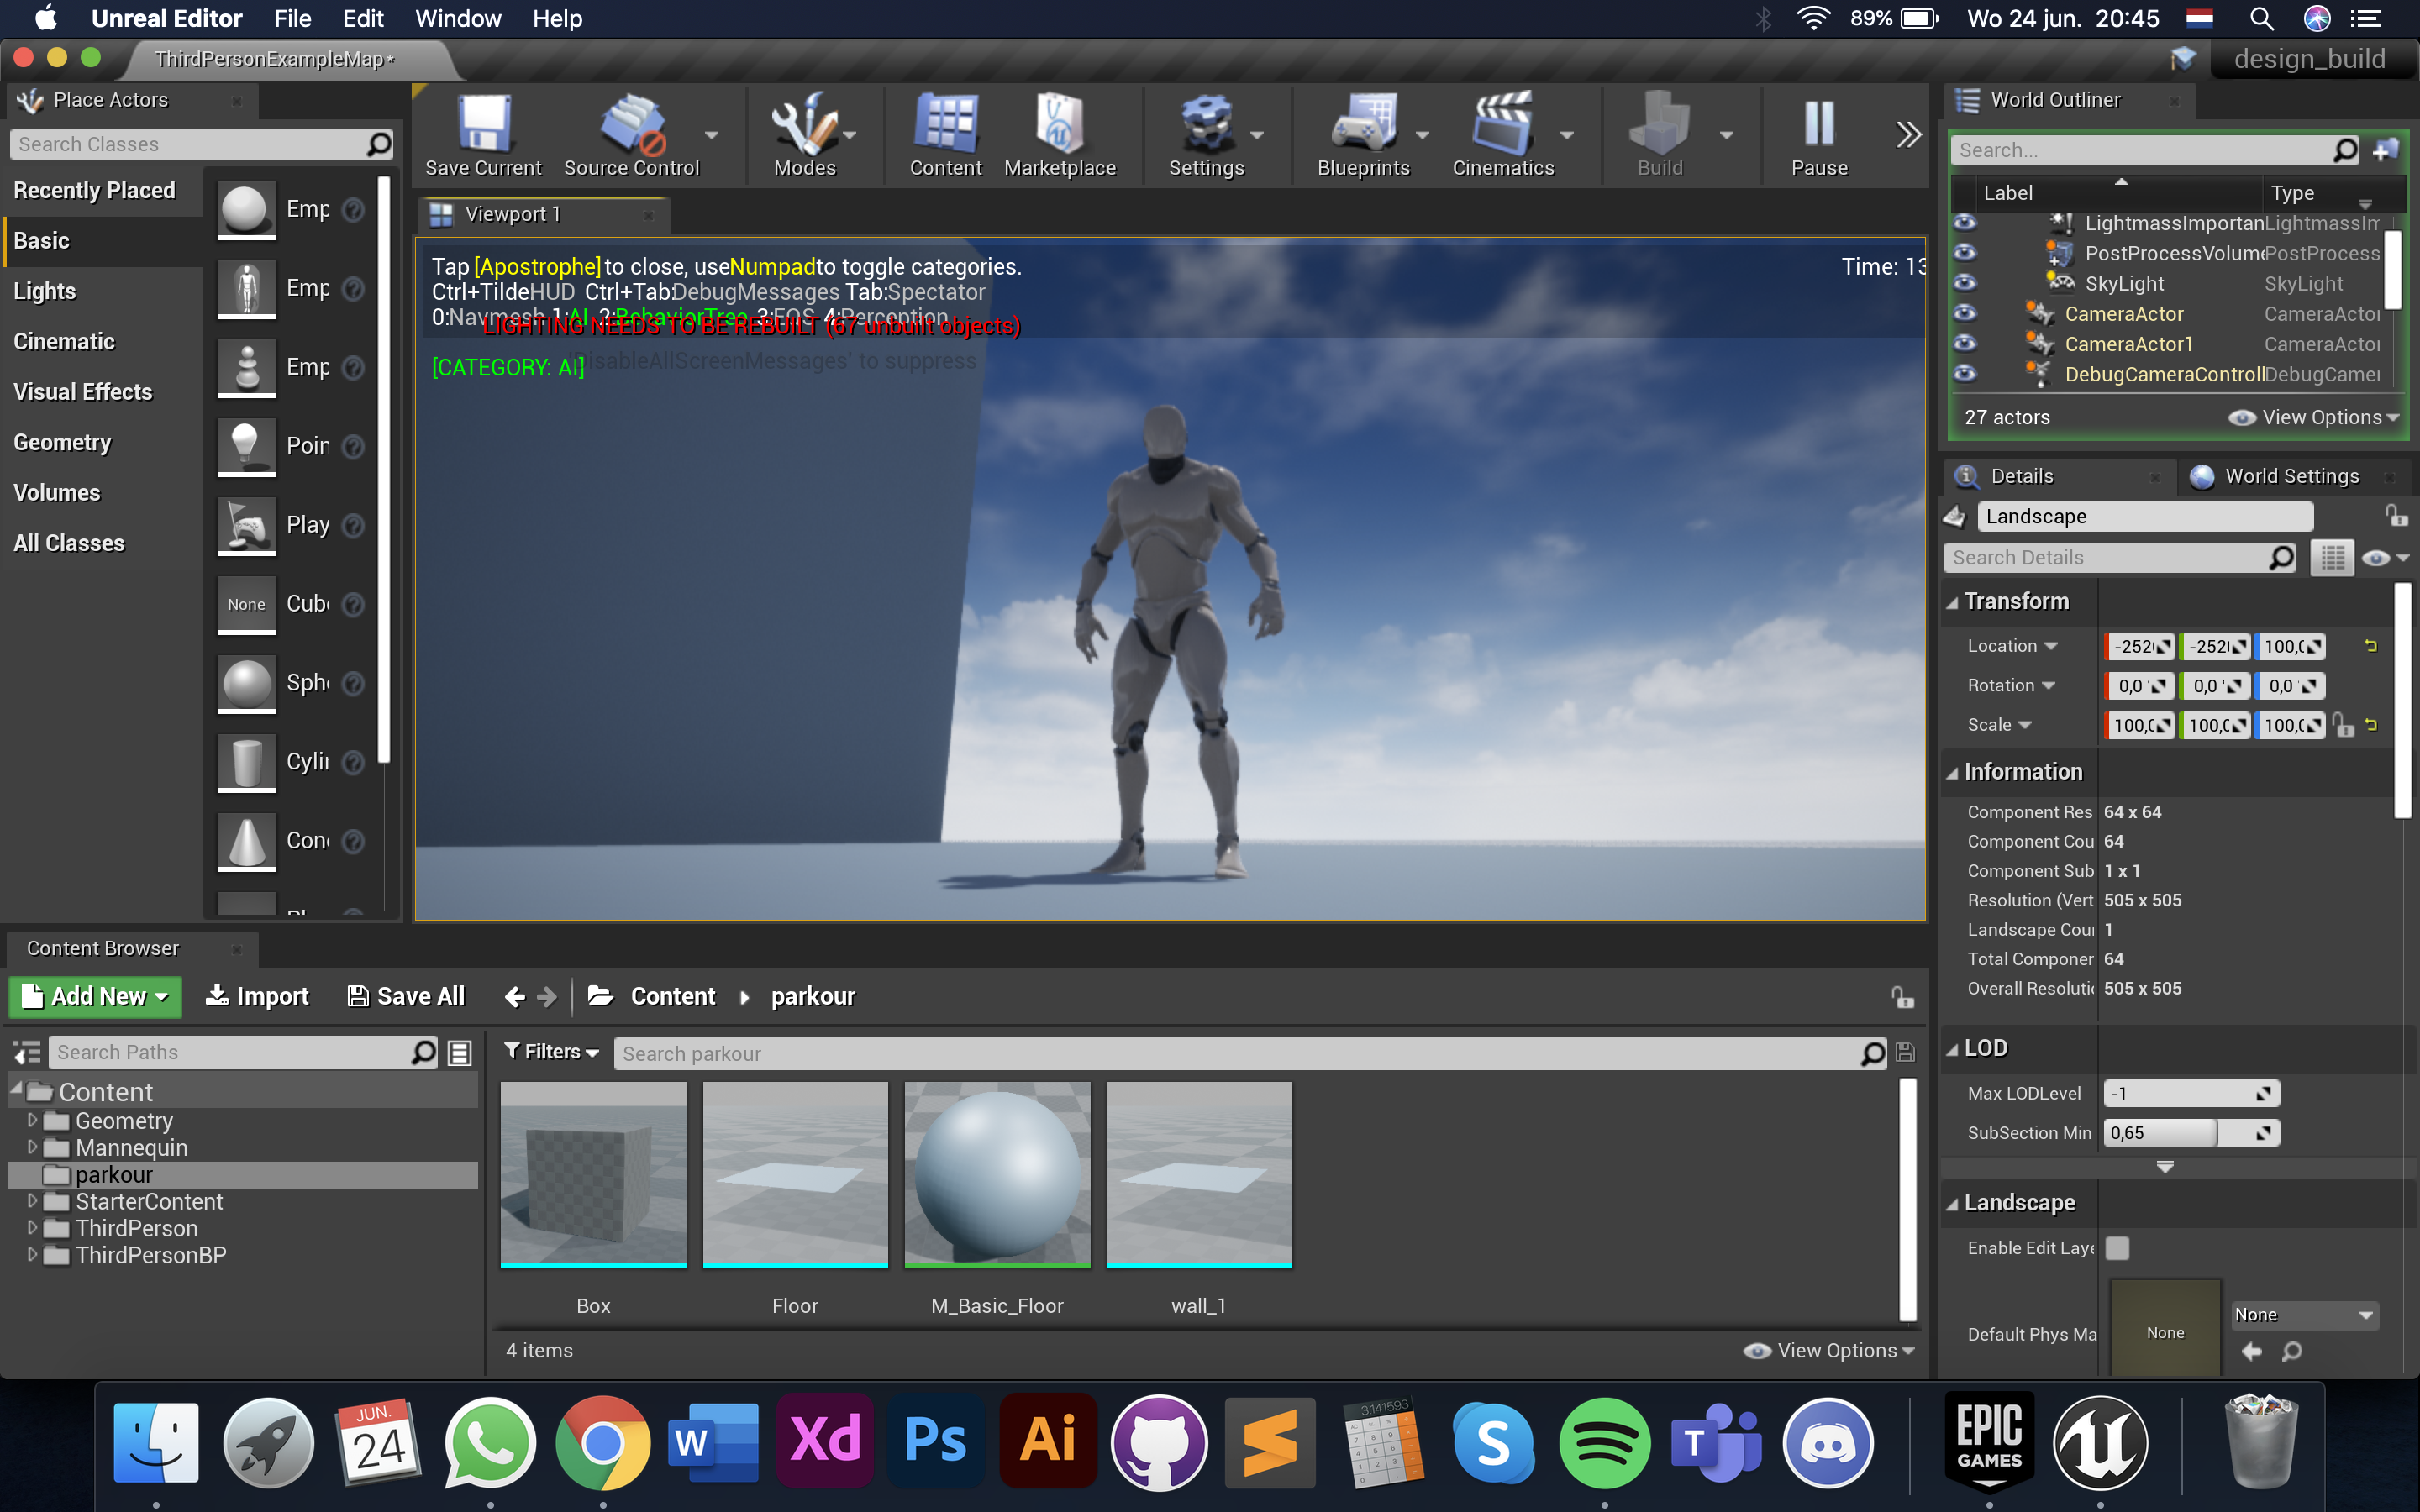 Unreal Editor File Edit Window Help
89% Wo 24 jun. 20:45
ThirdPersonExampleMap*
design_build
Place Actors
Search Classes
Recently Placed
Basic
Lights
Cinematic
Visual Effects
Geometry
Volumes
All Classes
Emp
Emp
Emp
Poin
Play
None
Cub
Sph
Cylin
Con
Save Current
Source Control
Modes
Content
Marketplace
Settings
Blueprints
Cinematics
Build
Pause
Viewport 1
Tap [Apostrophe] to close, use Numpad to toggle categories.
Ctrl+Tilde HUD Ctrl+Tab: DebugMessages Tab: Spectator
0:Navmesh 1:AI 2:BehaviorTree 3:EQS 4:Perception
LIGHTING NEEDS TO BE REBUILT (67 unbuilt objects)
'DisableAllScreenMessages' to suppress
[CATEGORY: AI]
Time: 13
World Outliner
Search...
Label Type
LightmassImportan LightmassIm
PostProcessVolume PostProcess
SkyLight SkyLight
CameraActor CameraActor
CameraActor1 CameraActor
DebugCameraControll DebugCamer
27 actors
View Options
Details
World Settings
Landscape
Search Details
Transform
Location -252 -252 100,0
Rotation 0,0 ° 0,0 ° 0,0 °
Scale 100,0 100,0 100,0
Information
Component Res 64 x 64
Component Cou 64
Component Sub 1 x 1
Resolution (Vert 505 x 505
Landscape Cou 1
Total Componen 64
Overall Resoluti 505 x 505
LOD
Max LODLevel -1
SubSection Min 0,65
Landscape
Enable Edit Laye
Default Phys Ma
None
None
Content Browser
Add New
Import
Save All
Content
parkour
Search Paths
Filters
Search parkour
Content
Geometry
Mannequin
parkour
StarterContent
ThirdPerson
ThirdPersonBP
Box
Floor
M_Basic_Floor
wall_1
4 items
View Options
JUN.
24
W
Xd
Ps
Ai
3.141593
S
T
EPIC
GAMES